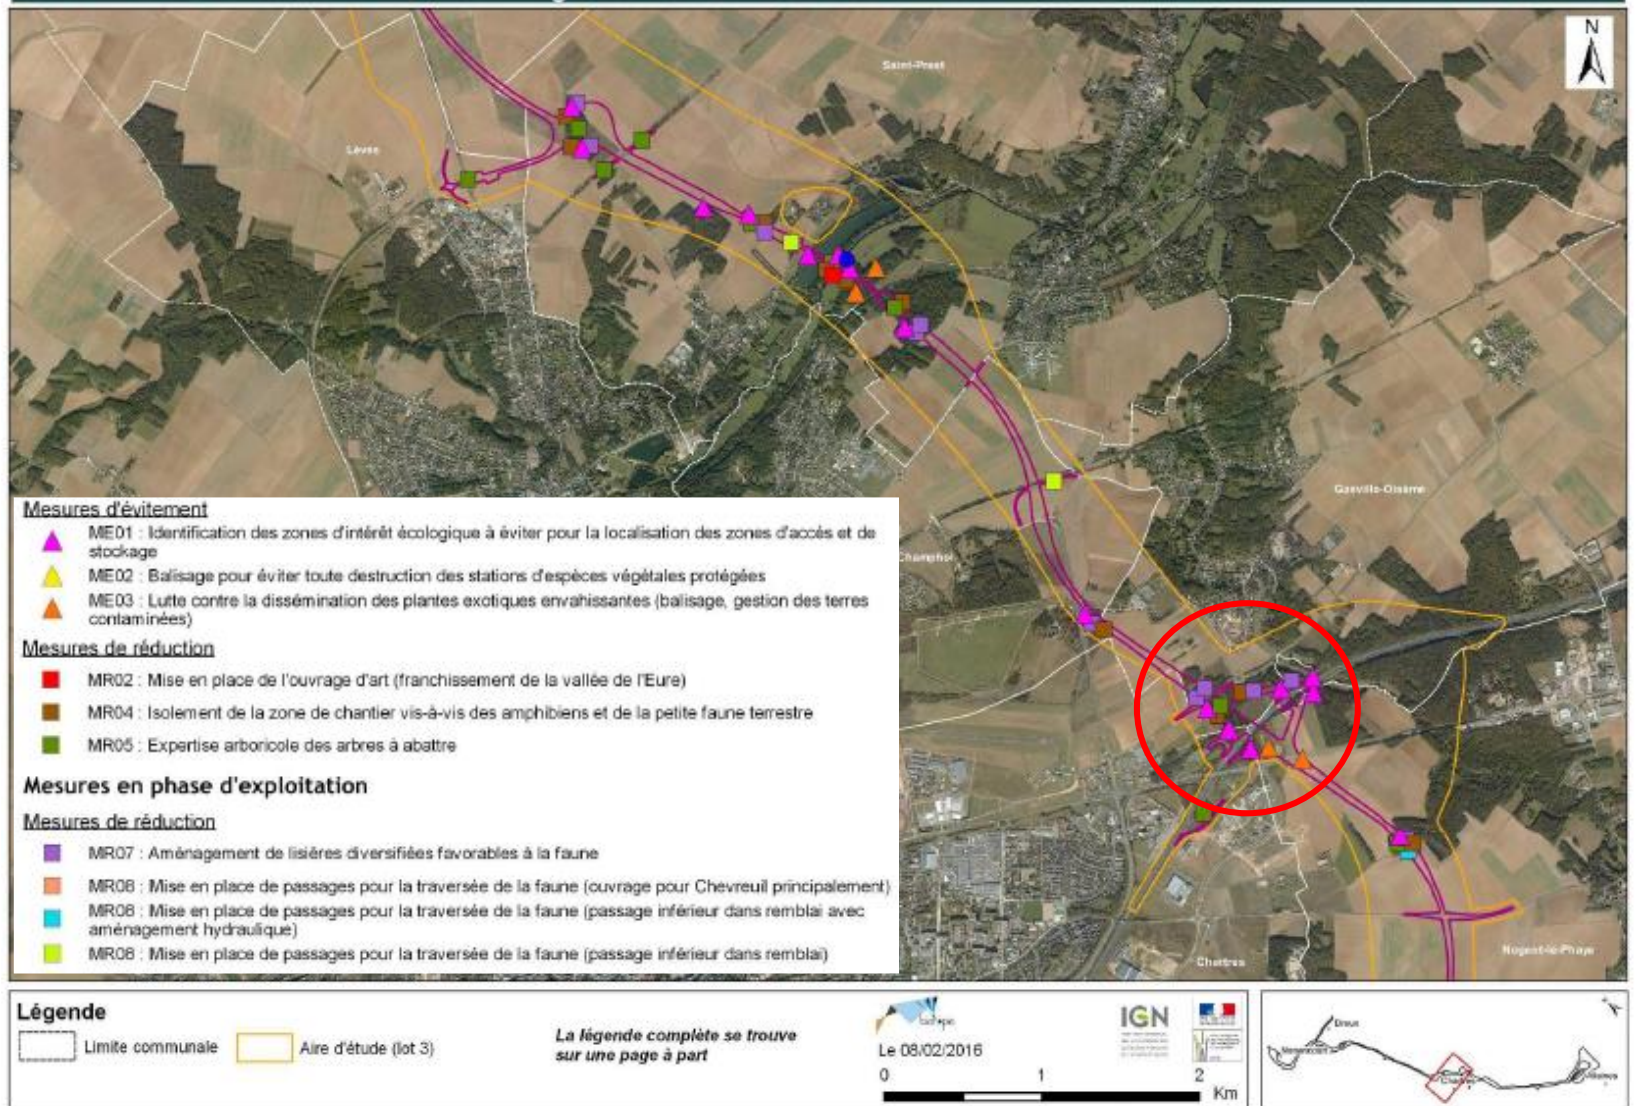 N
Saint-Prest
Lèves
Gasville-Oisème
Champhol
Chartres
Nogent-le-Phaye
Mesures d'évitement
ME01 : Identification des zones d'intérêt écologique à éviter pour la localisation des zones d'accès et de
stockage
ME02 : Balisage pour éviter toute destruction des stations d'espèces végétales protégées
ME03 : Lutte contre la dissémination des plantes exotiques envahissantes (balisage, gestion des terres
contaminées)
Mesures de réduction
MR02 : Mise en place de l'ouvrage d'art (franchissement de la vallée de l'Eure)
MR04 : Isolement de la zone de chantier vis-à-vis des amphibiens et de la petite faune terrestre
MR05 : Expertise arboricole des arbres à abattre
Mesures en phase d'exploitation
Mesures de réduction
MR07 : Aménagement de lisières diversifiées favorables à la faune
MR08 : Mise en place de passages pour la traversée de la faune (ouvrage pour Chevreuil principalement)
MR08 : Mise en place de passages pour la traversée de la faune (passage inférieur dans remblai avec
aménagement hydraulique)
MR08 : Mise en place de passages pour la traversée de la faune (passage inférieur dans remblai)
Légende
Limite communale
Aire d'étude (lot 3)
La légende complète se trouve
sur une page à part
Le 08/02/2016
0 1 2
Km
IGN
Dreux
Chartres